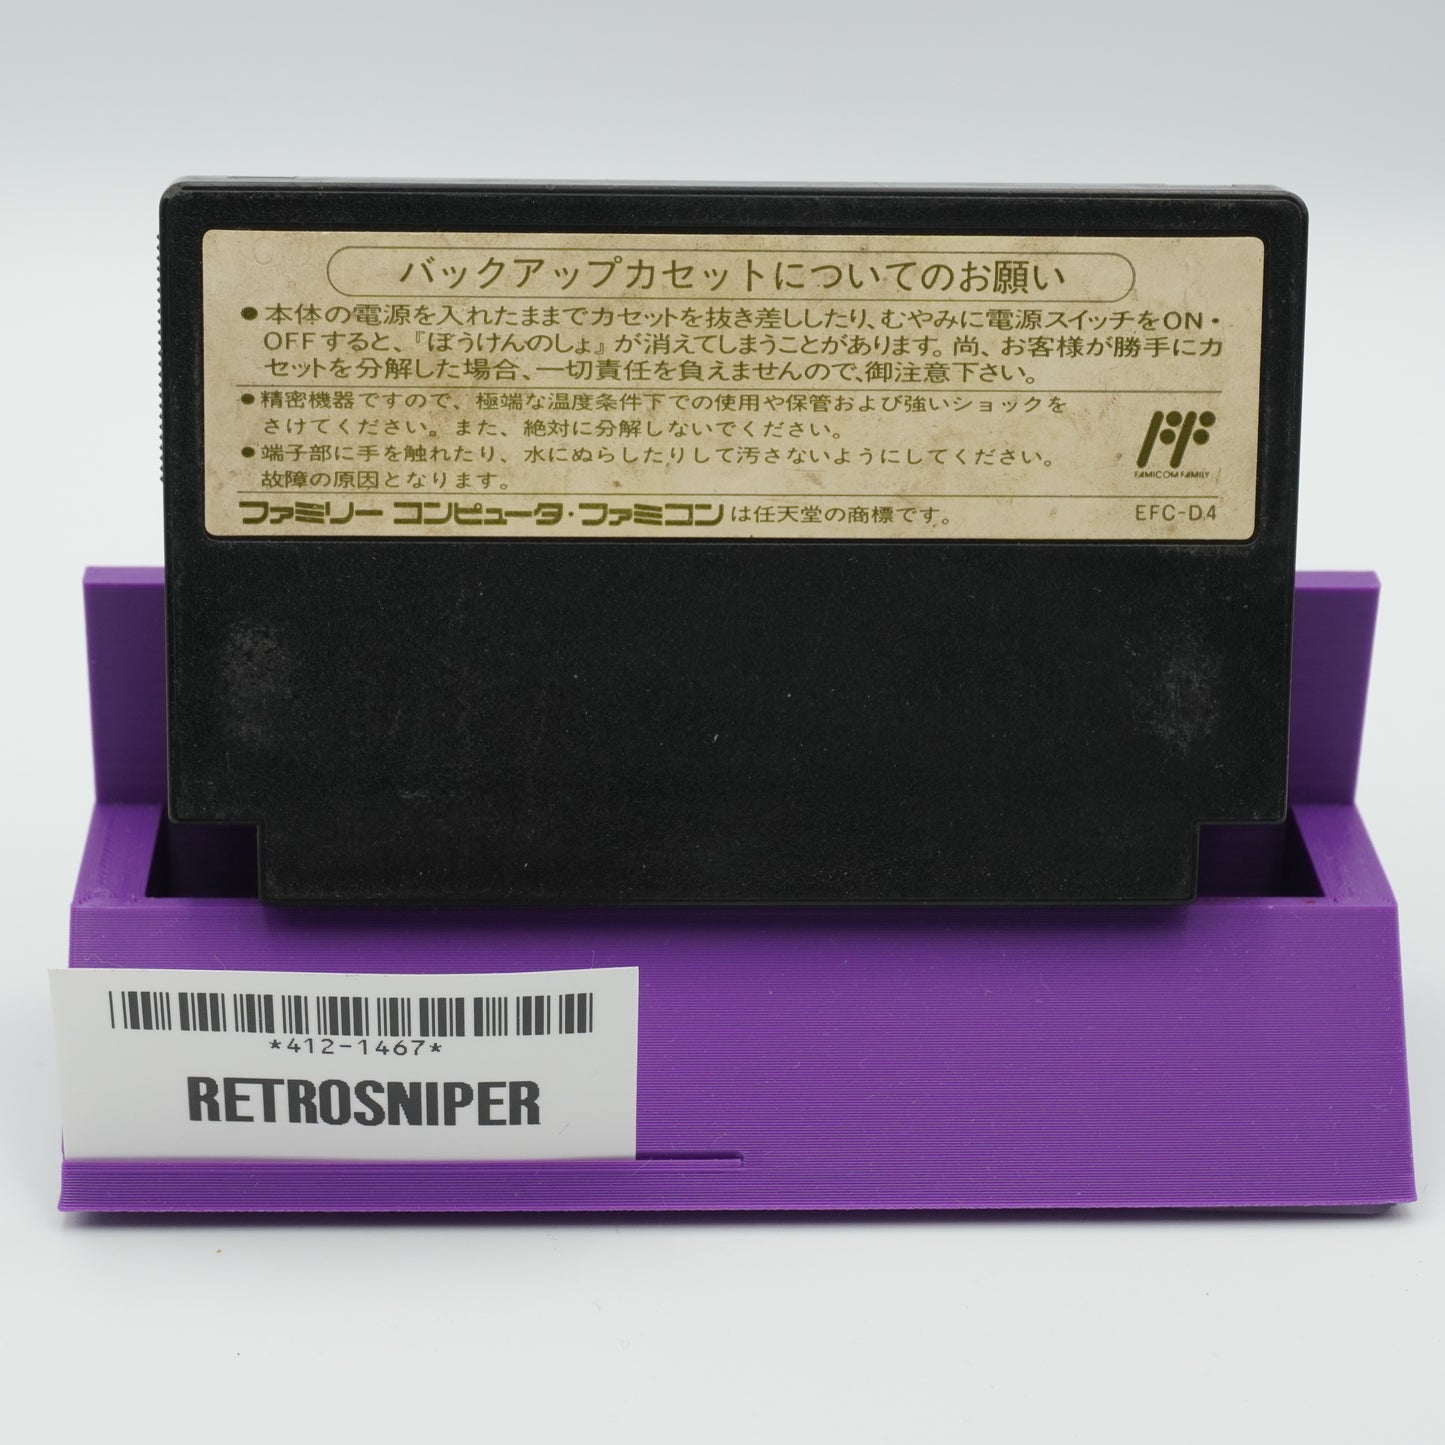 バックアップカセットについてのお願い
●本体の電源を入れたままでカセットを抜き差ししたり、むやみに電源スイッチをON・
OFFすると、『ぼうけんのしょ』が消えてしまうことがあります。尚、お客様が勝手にカ
セットを分解した場合、一切責任を負えませんので、御注意下さい。
●精密機器ですので、極端な温度条件下での使用や保管および強いショックを
さけてください。また、絶対に分解しないでください。
●端子部に手を触れたり、水にぬらしたりして汚さないようにしてください。
故障の原因となります。
FAMICOM FAMILY
ファミリーコンピュータ・ファミコンは任天堂の商標です。
EFC-D4
*412-1467*
RETROSNIPER